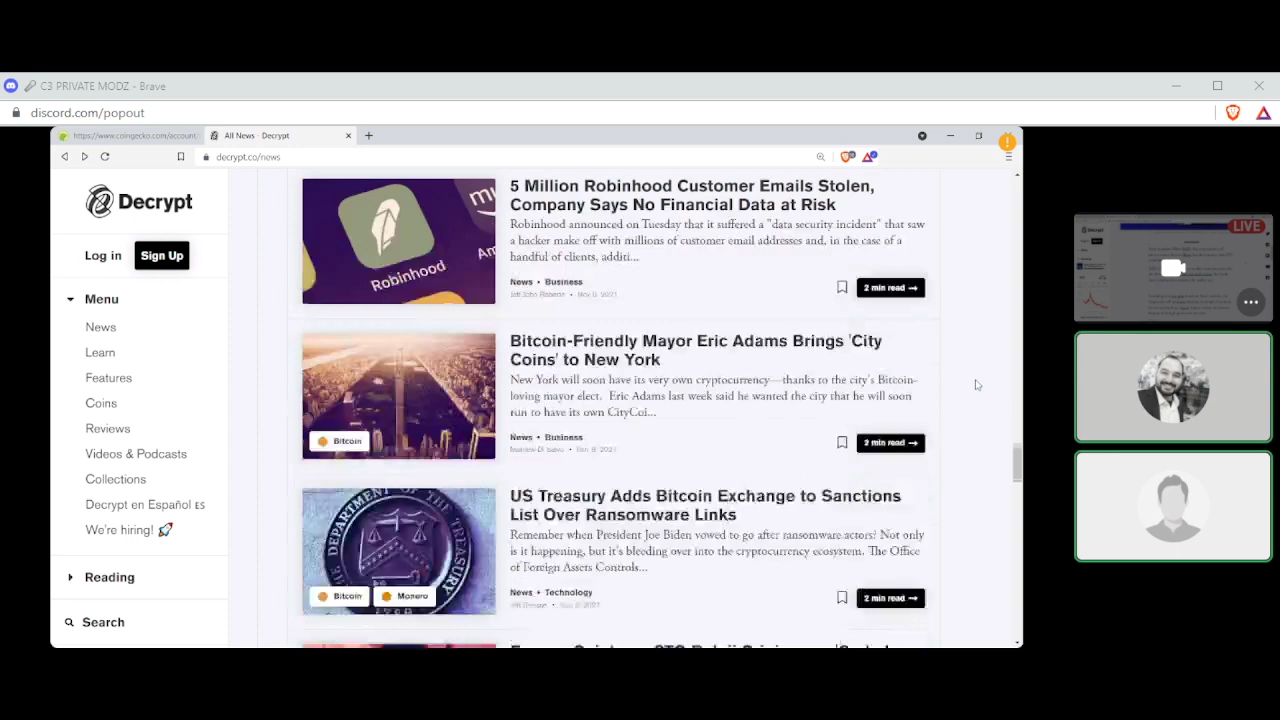 C3 PRIVATE MODZ - Brave
discord.com/popout
https://www.coingecko.com/account/
All News - Decrypt
decrypt.co/news
Decrypt
Log in
Sign Up
Menu
News
Learn
Features
Coins
Reviews
Videos & Podcasts
Collections
Decrypt en Español ES
We're hiring! 🚀
Reading
Search
Robinhood
5 Million Robinhood Customer Emails Stolen,
Company Says No Financial Data at Risk
Robinhood announced on Tuesday that it suffered a "data security incident" that saw
a hacker make off with millions of customer email addresses and, in the case of a
handful of clients, additi...
News • Business
2 min read →
Bitcoin
Bitcoin-Friendly Mayor Eric Adams Brings 'City
Coins' to New York
New York will soon have its very own cryptocurrency—thanks to the city's Bitcoin-
loving mayor elect. Eric Adams last week said he wanted the city that he will soon
run to have its own CityCoi...
News • Business
2 min read →
DEPARTMENT OF THE TREASURY
Bitcoin
Monero
US Treasury Adds Bitcoin Exchange to Sanctions
List Over Ransomware Links
Remember when President Joe Biden vowed to go after ransomware actors? Not only
is it happening, but it's bleeding over into the cryptocurrency ecosystem. The Office
of Foreign Assets Controls...
News • Technology
2 min read →
LIVE